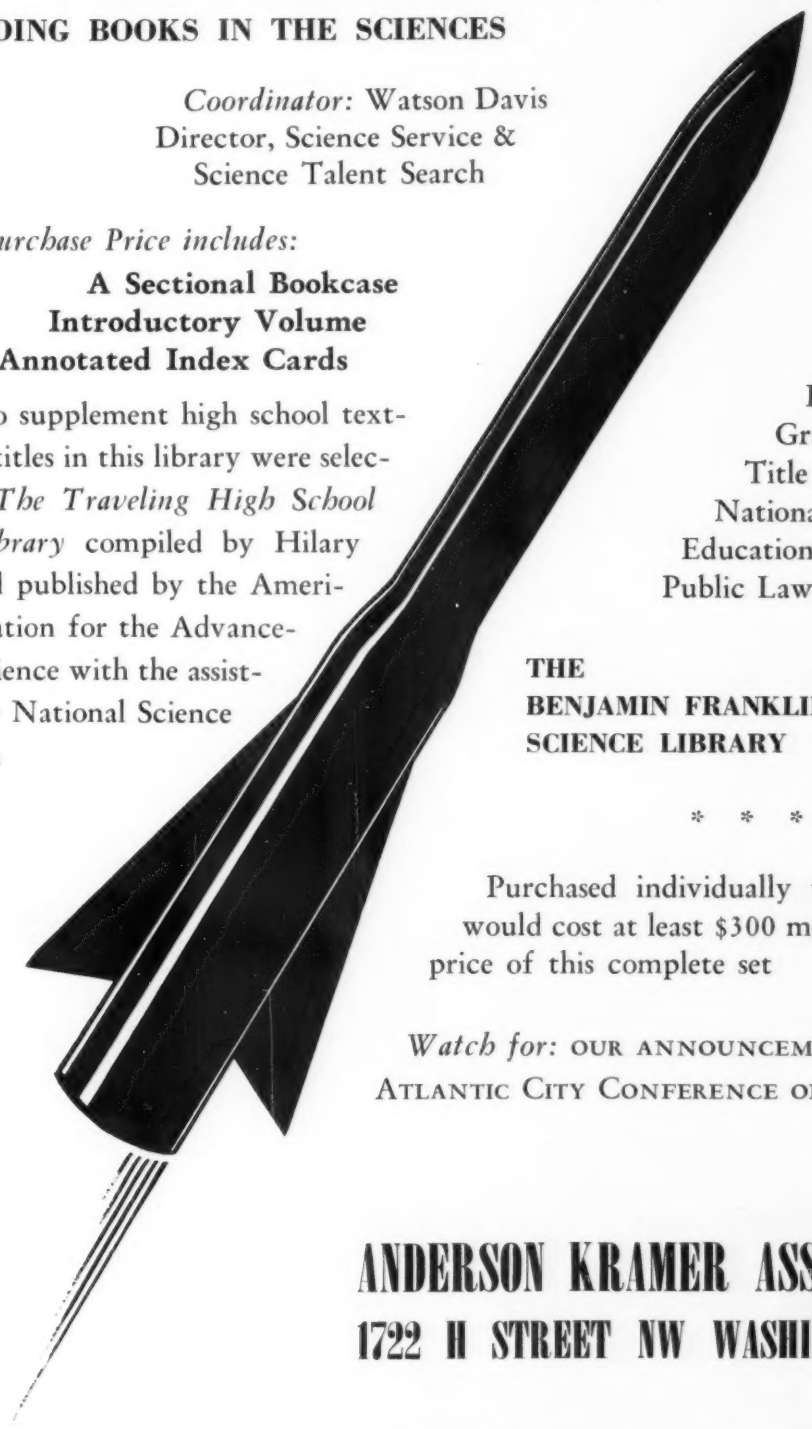 DING BOOKS IN THE SCIENCES
Coordinator: Watson Davis
Director, Science Service &
Science Talent Search
urchase Price includes:
A Sectional Bookcase
Introductory Volume
Annotated Index Cards
o supplement high school text-
titles in this library were selec-
The Traveling High School
brary compiled by Hilary
d published by the Ameri-
ation for the Advance-
ience with the assist-
National Science
Gr
Title
Nationa
Education
Public Law
THE
BENJAMIN FRANKLI
SCIENCE LIBRARY
* * *
Purchased individually
would cost at least $300 m
price of this complete set
Watch for: OUR ANNOUNCEM
ATLANTIC CITY CONFERENCE O
ANDERSON KRAMER ASS
1722 H STREET NW WASHI